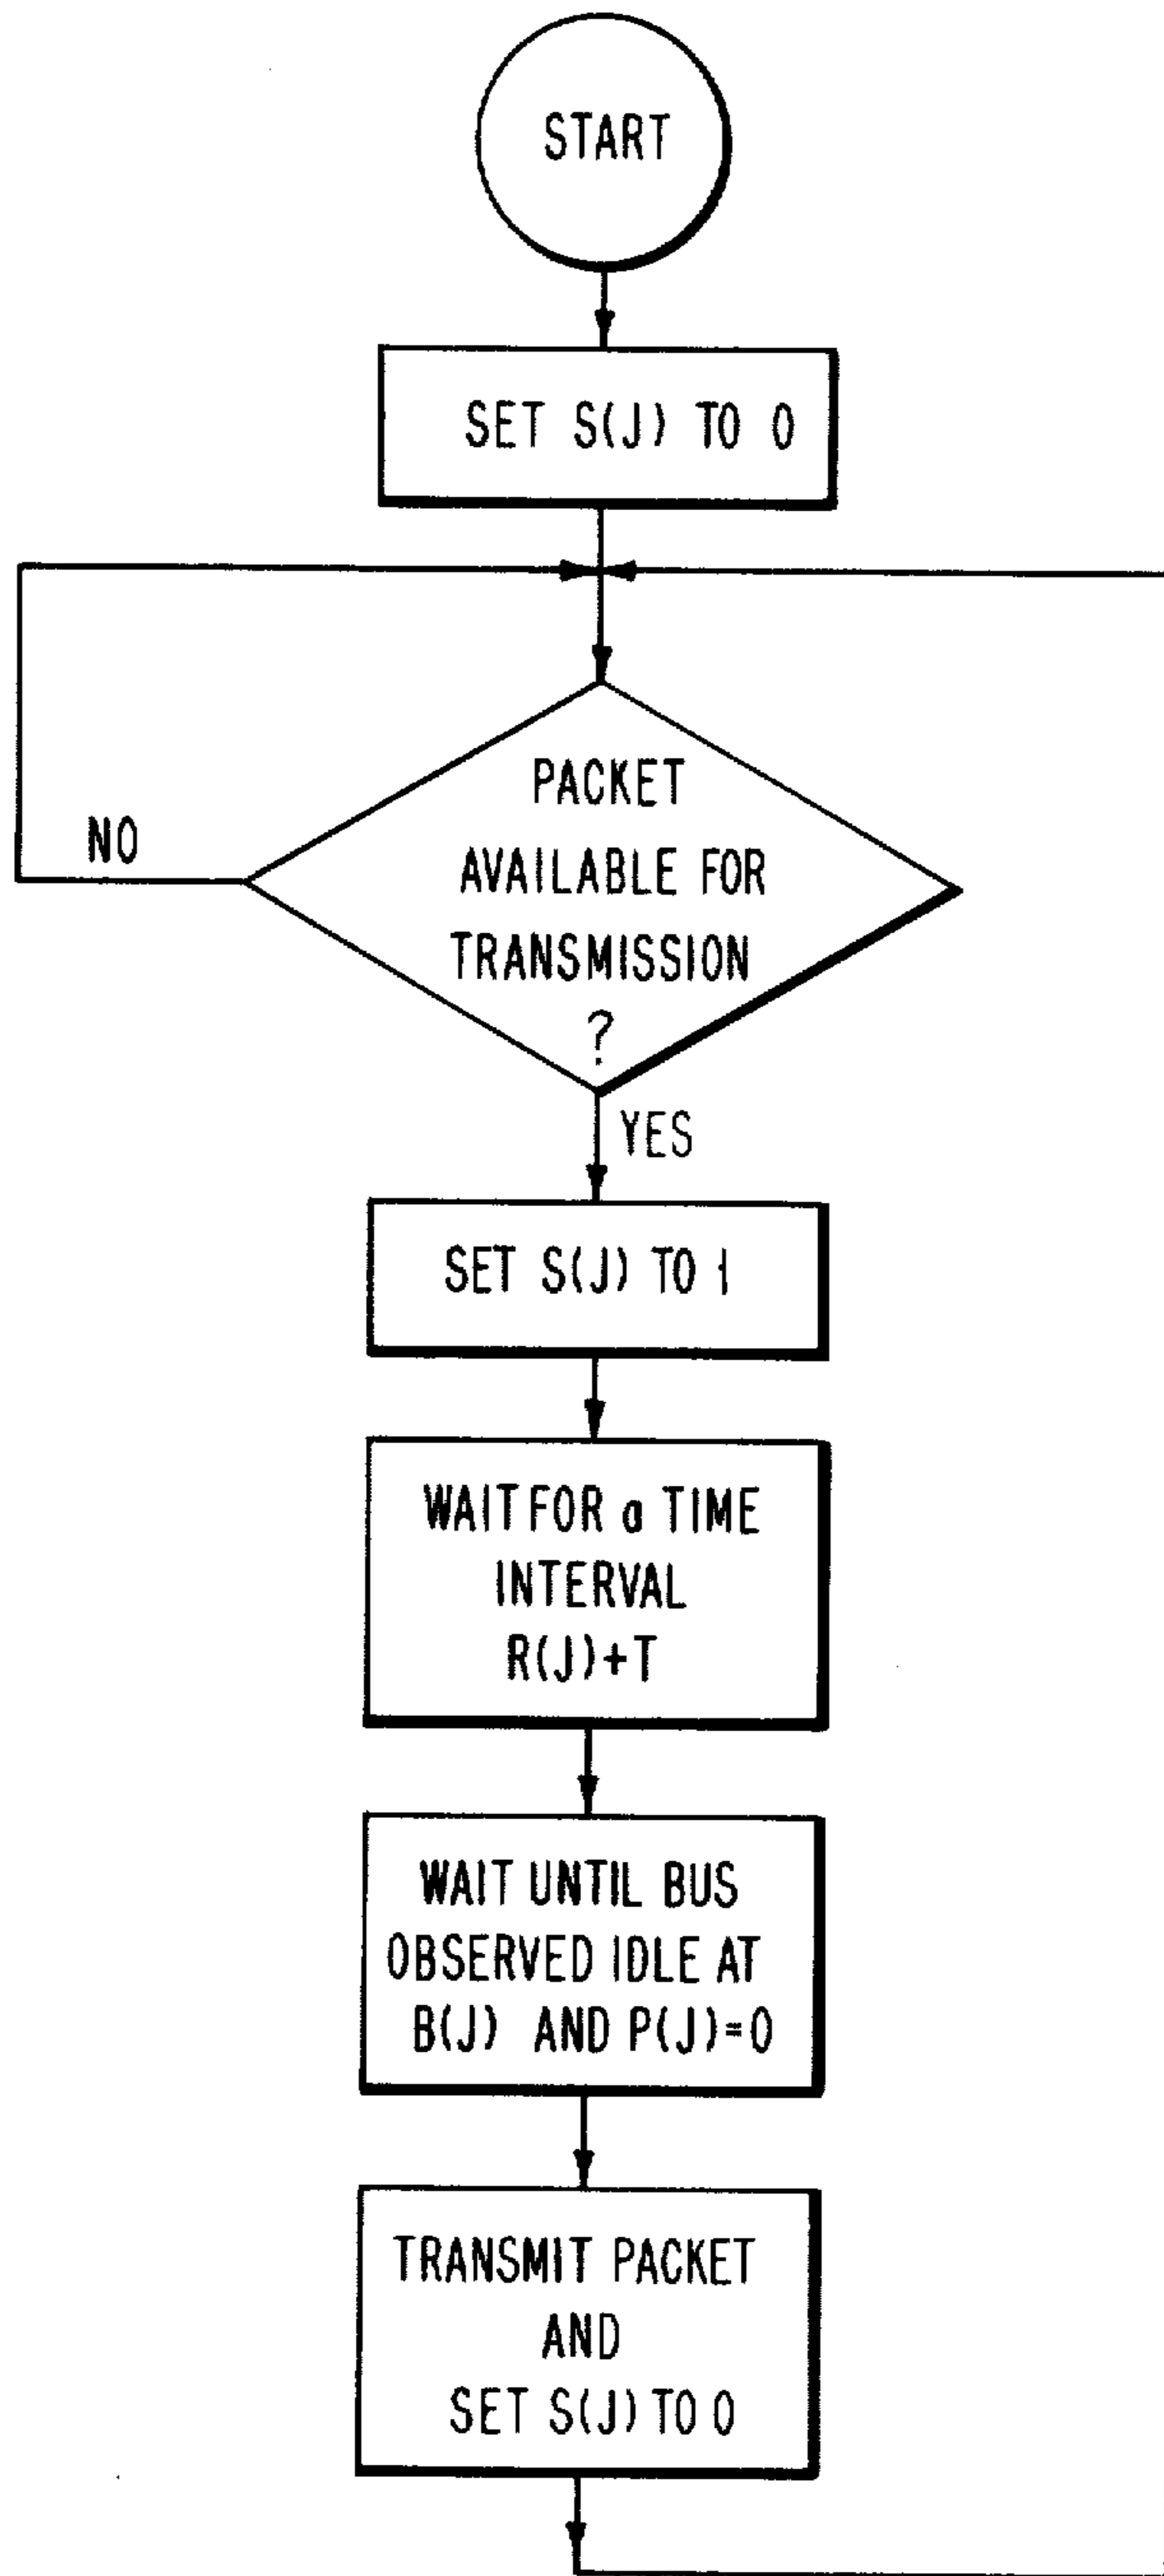 START
SET S(J) TO 0
PACKET
AVAILABLE FOR
TRANSMISSION
?
NO
YES
SET S(J) TO 1
WAIT FOR a TIME
INTERVAL
R(J)+T
WAIT UNTIL BUS
OBSERVED IDLE AT
B(J) AND P(J)=0
TRANSMIT PACKET
AND
SET S(J) TO 0